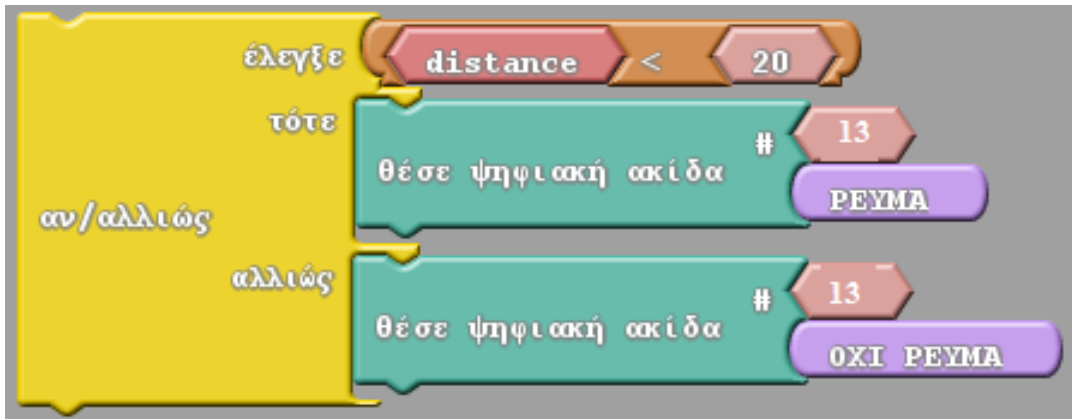 έλεγξε distance < 20
τότε
θέσε ψηφιακή ακίδα # 13
ΡΕΥΜΑ
αν/αλλιώς
αλλιώς
θέσε ψηφιακή ακίδα # 13
ΟΧΙ ΡΕΥΜΑ